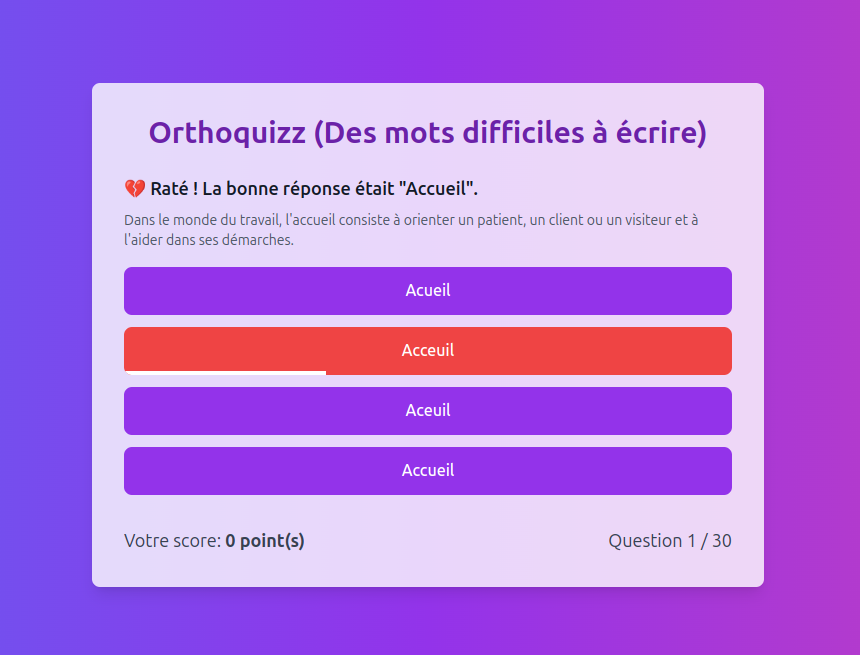 Orthoquizz (Des mots difficiles à écrire)
💔 Raté ! La bonne réponse était "Accueil".
Dans le monde du travail, l'accueil consiste à orienter un patient, un client ou un visiteur et à
l'aider dans ses démarches.
Acueil
Acceuil
Aceuil
Accueil
Votre score: 0 point(s)
Question 1 / 30